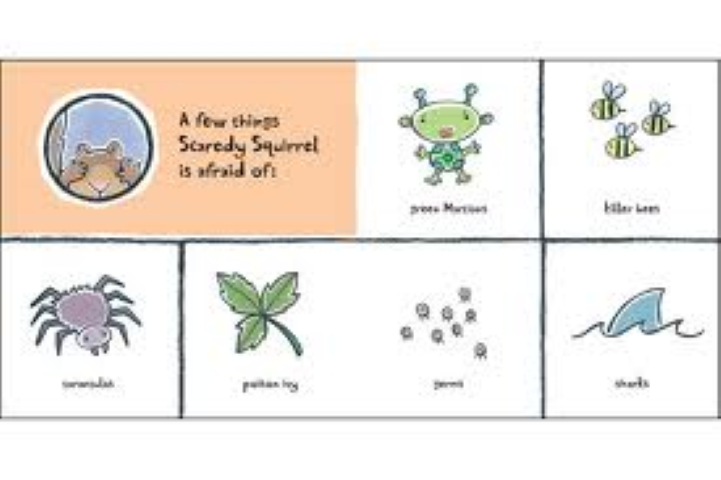 A few things
Scaredy Squirrel
is afraid of:
green Martians
killer bees
tarantulas
poison ivy
germs
sharks